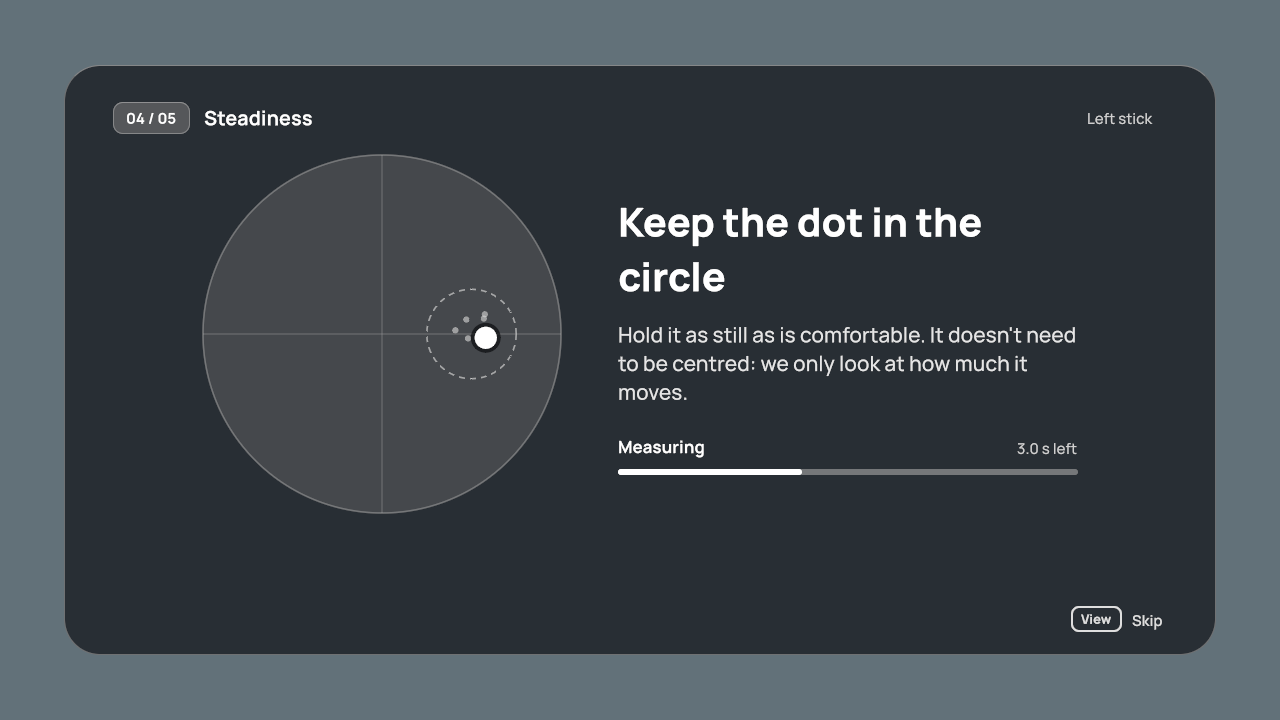 04 / 05
Steadiness
Left stick
Keep the dot in the
circle
Hold it as still as is comfortable. It doesn't need
to be centred: we only look at how much it
moves.
Measuring
3.0 s left
View
Skip